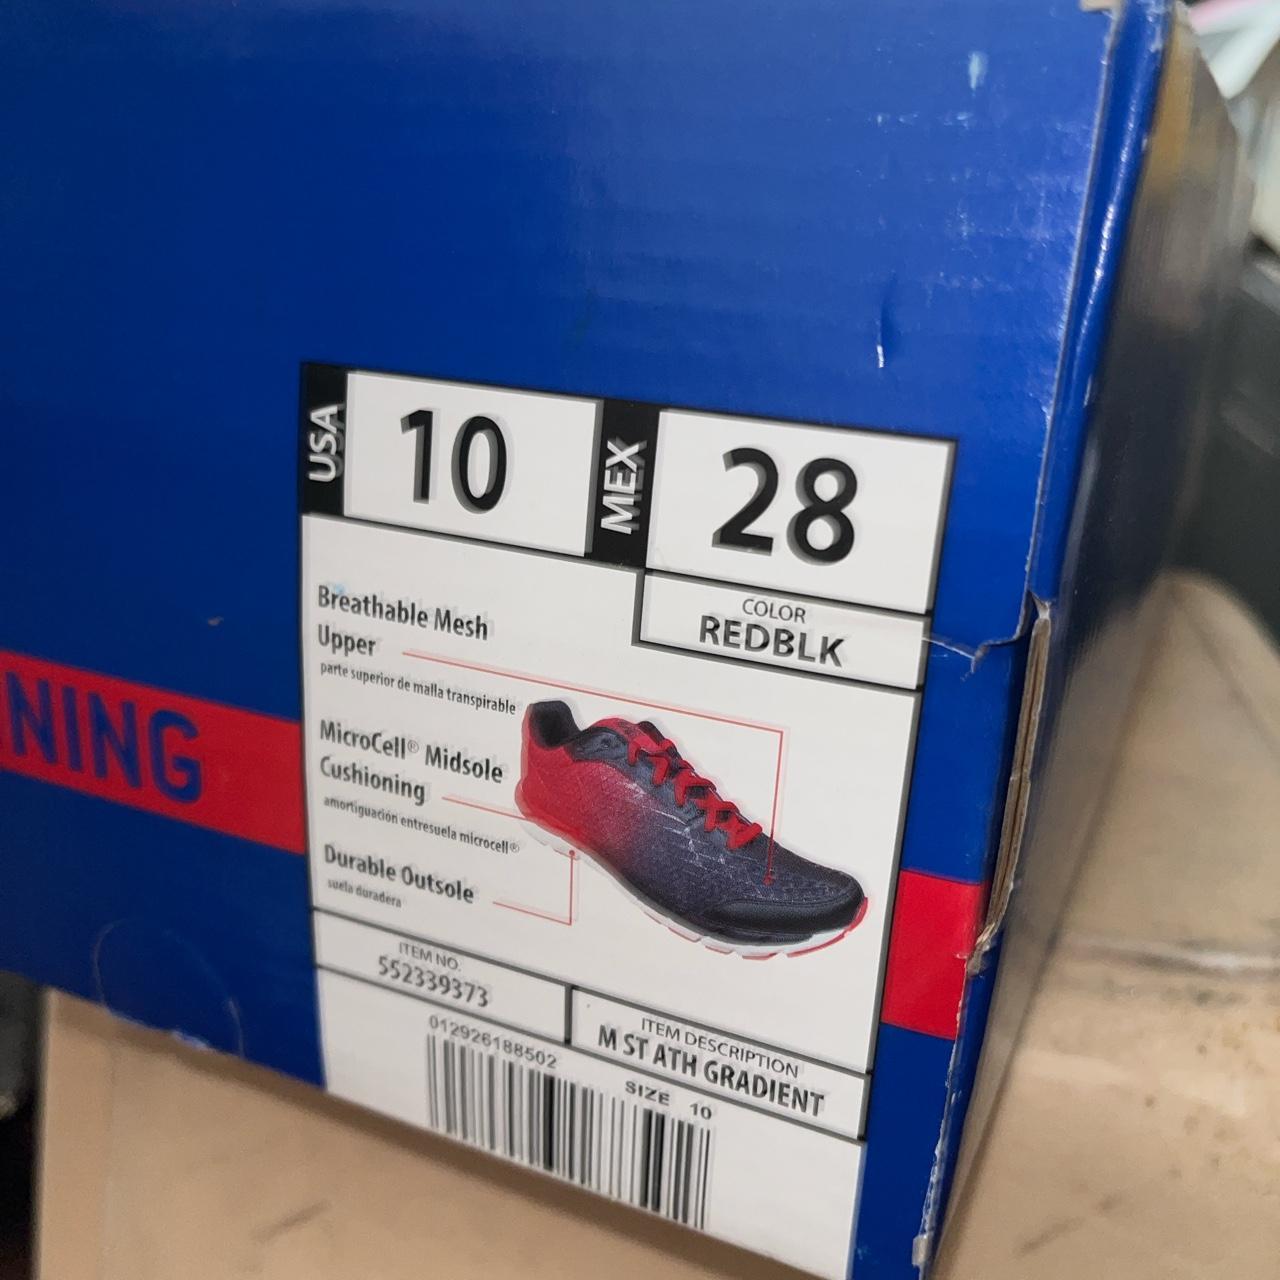 USA
10
MEX
28
COLOR
REDBLK
Breathable Mesh
Upper
parte superior de malla transpirable
MicroCell® Midsole
Cushioning
amortiguación entresuela microcell®
Durable Outsole
suela duradera
NING
ITEM NO.
552339373
ITEM DESCRIPTION
M ST ATH GRADIENT
012926188502
SIZE 10